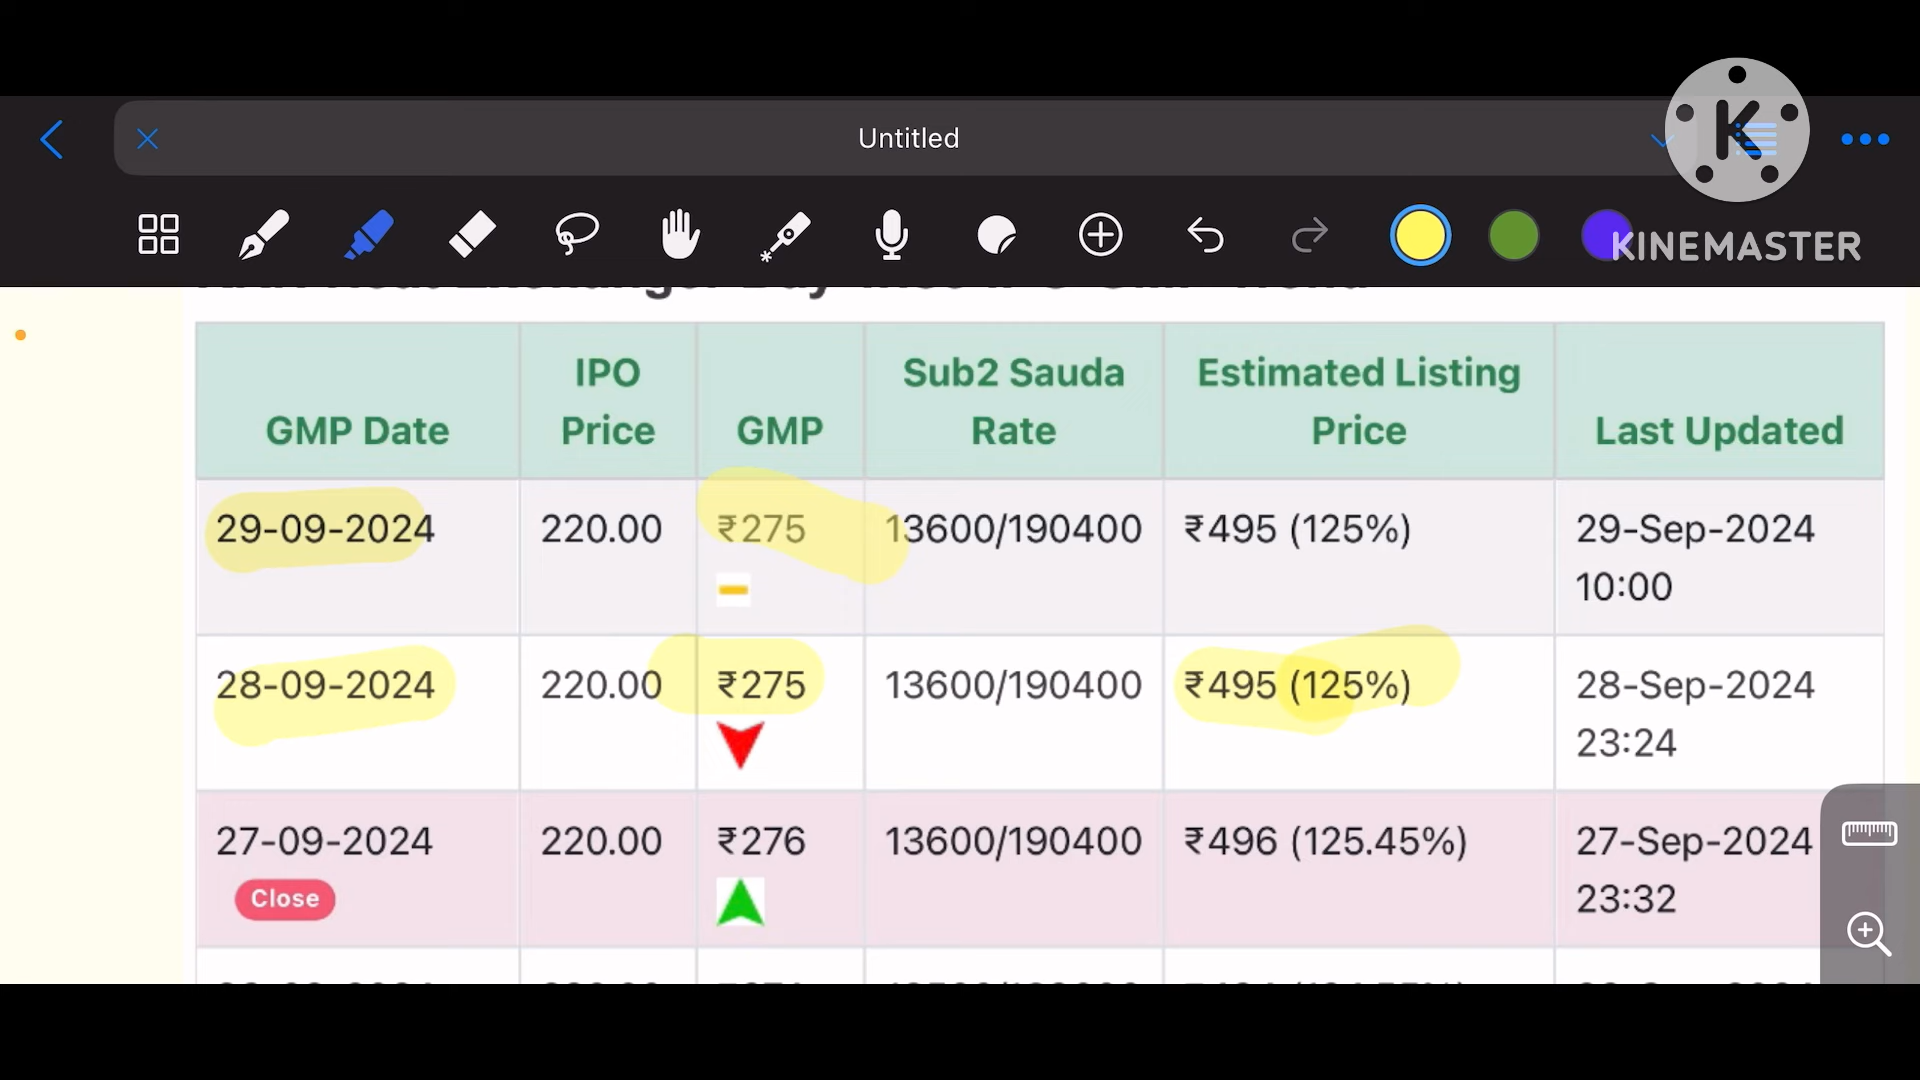 Untitled
K
KINEMASTER
GMP Date
IPO Price
GMP
Sub2 Sauda Rate
Estimated Listing Price
Last Updated
29-09-2024
220.00
₹275
13600/190400
₹495 (125%)
29-Sep-2024
10:00
28-09-2024
220.00
₹275
13600/190400
₹495 (125%)
28-Sep-2024
23:24
27-09-2024
Close
220.00
₹276
13600/190400
₹496 (125.45%)
27-Sep-2024
23:32